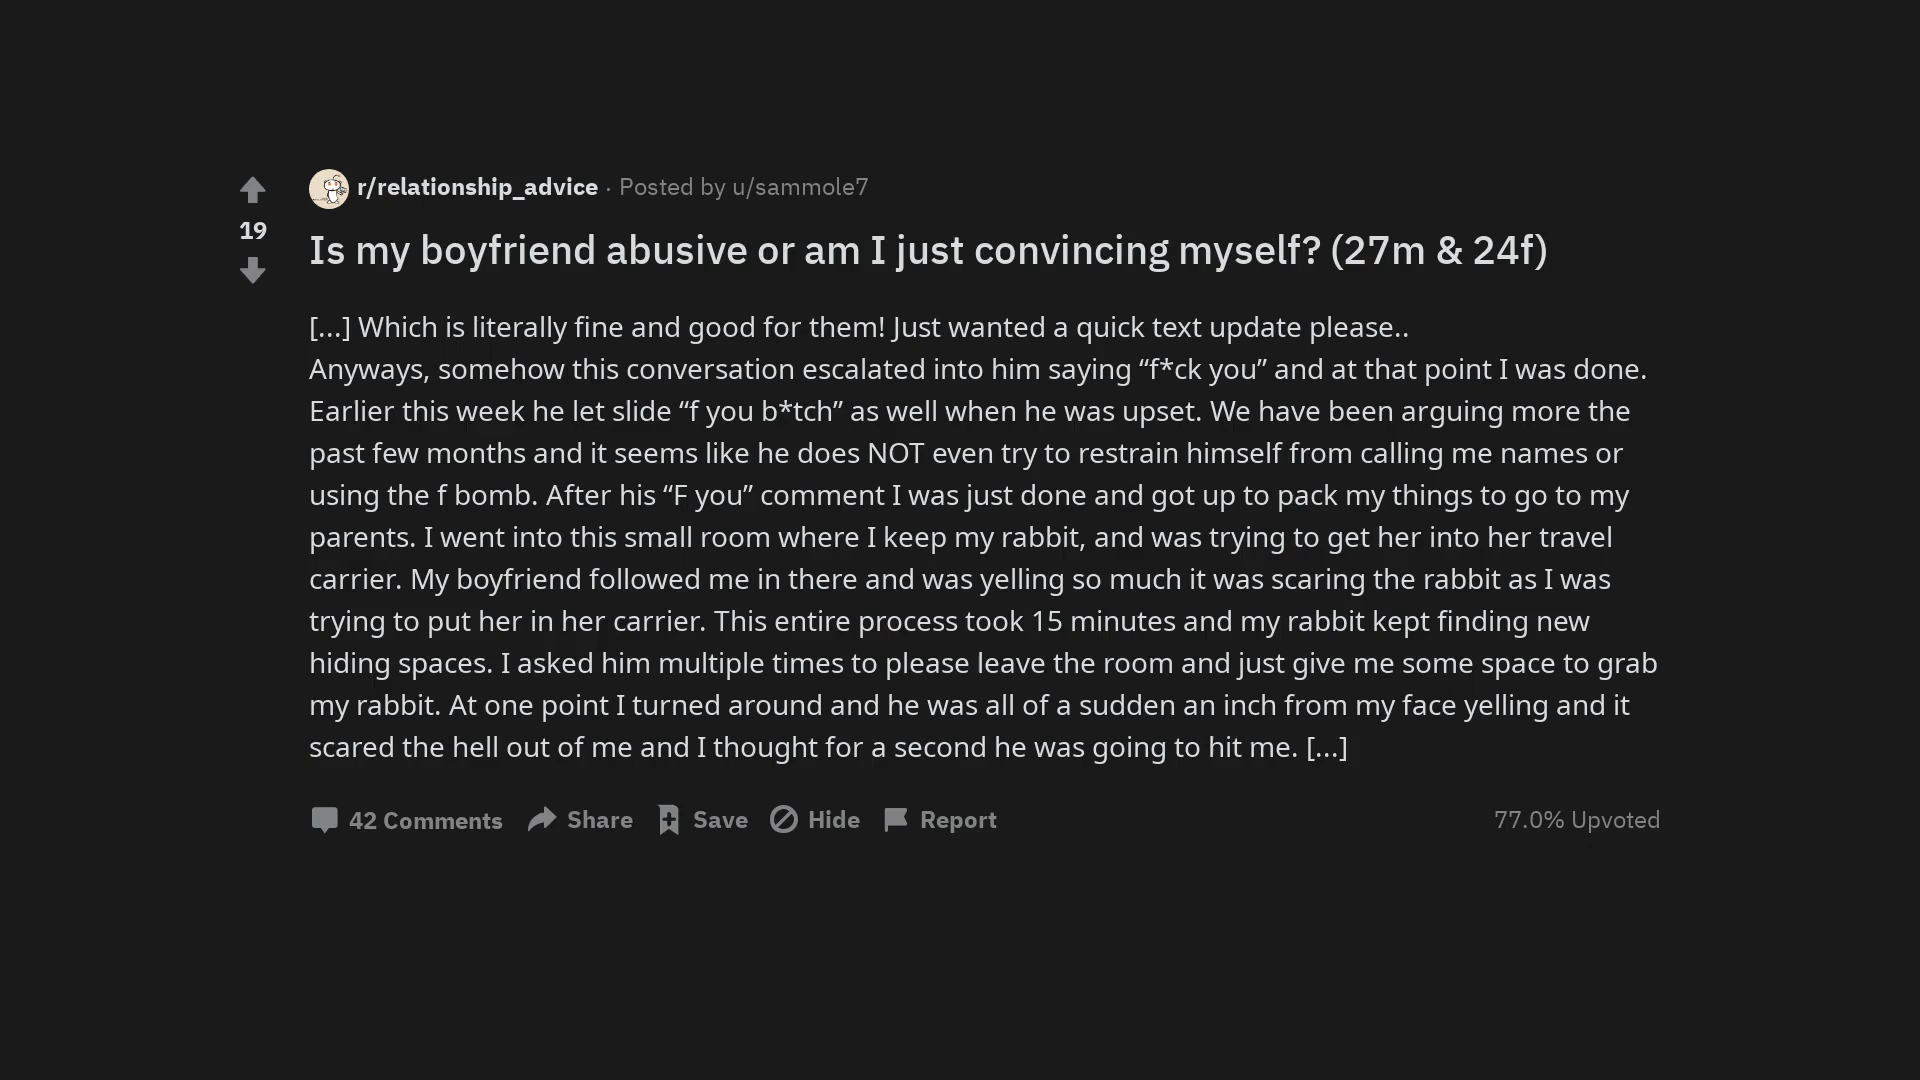 r/relationship_advice · Posted by u/sammole7
19
Is my boyfriend abusive or am I just convincing myself? (27m & 24f)
[...] Which is literally fine and good for them! Just wanted a quick text update please..
Anyways, somehow this conversation escalated into him saying “f*ck you” and at that point I was done.
Earlier this week he let slide “f you b*tch” as well when he was upset. We have been arguing more the
past few months and it seems like he does NOT even try to restrain himself from calling me names or
using the f bomb. After his “F you” comment I was just done and got up to pack my things to go to my
parents. I went into this small room where I keep my rabbit, and was trying to get her into her travel
carrier. My boyfriend followed me in there and was yelling so much it was scaring the rabbit as I was
trying to put her in her carrier. This entire process took 15 minutes and my rabbit kept finding new
hiding spaces. I asked him multiple times to please leave the room and just give me some space to grab
my rabbit. At one point I turned around and he was all of a sudden an inch from my face yelling and it
scared the hell out of me and I thought for a second he was going to hit me. [...]
42 Comments Share Save Hide Report 77.0% Upvoted